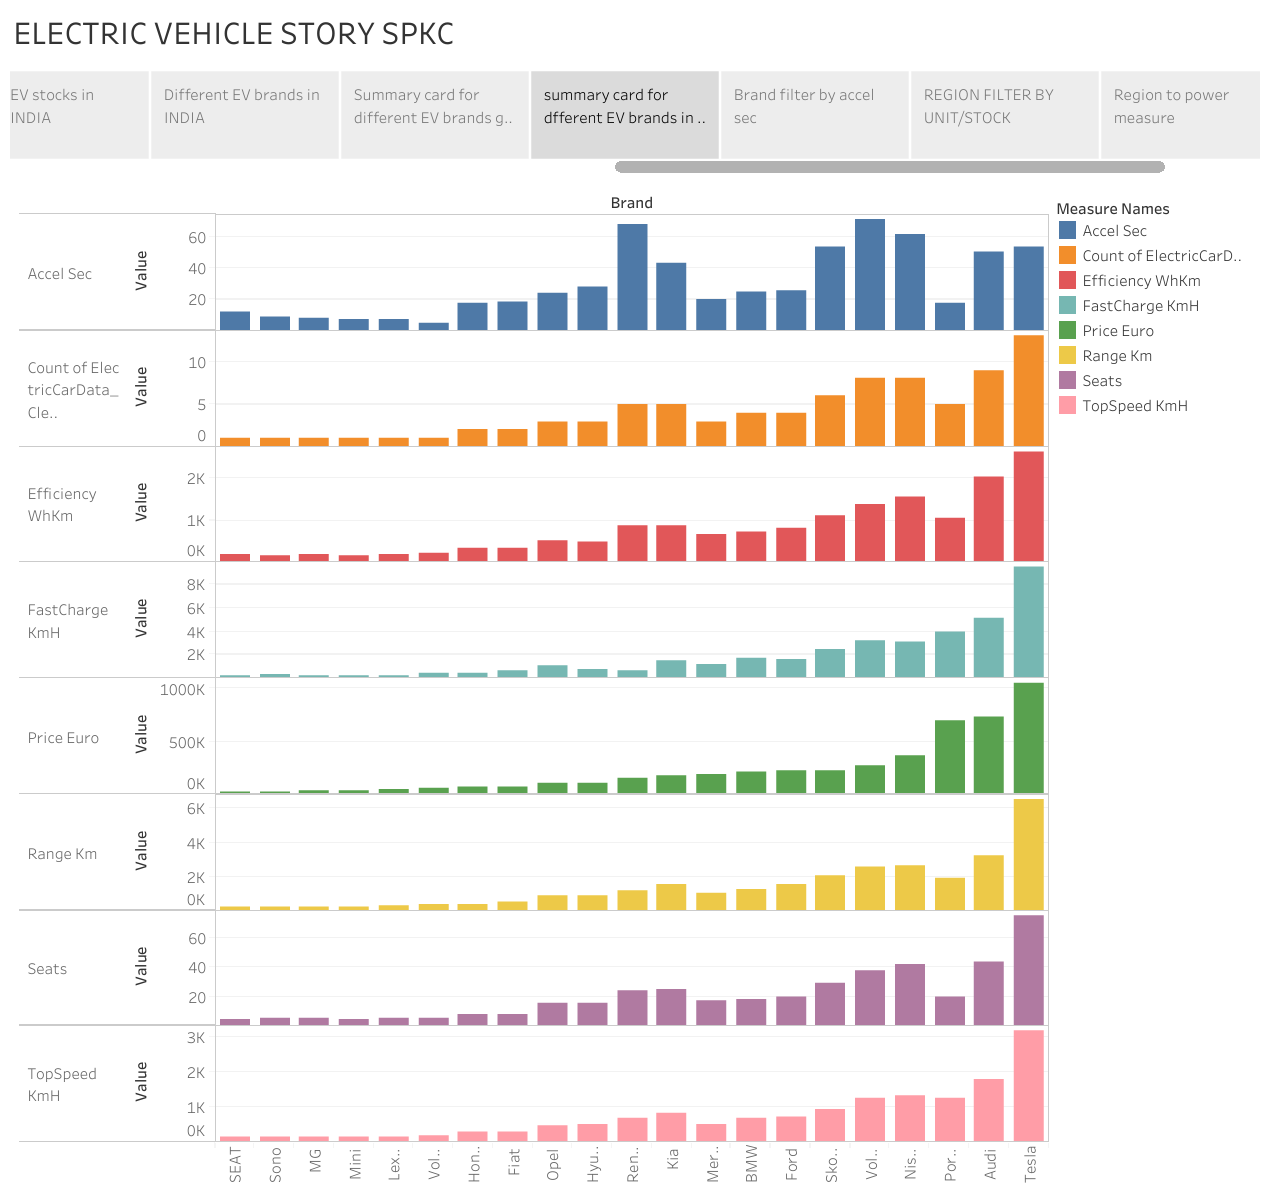 ELECTRIC VEHICLE STORY SPKC
EV stocks in
INDIA
Different EV brands in
INDIA
Summary card for
different EV brands g..
summary card for
dfferent EV brands in ..
Brand filter by accel
sec
REGION FILTER BY
UNIT/STOCK
Region to power
measure
Brand
Accel Sec
Value
60
40
20
Count of Elec
tricCarData_
Cle..
Value
10
5
0
Efficiency
WhKm
Value
2K
1K
0K
FastCharge
KmH
Value
8K
6K
4K
2K
Price Euro
Value
1000K
500K
0K
Range Km
Value
6K
4K
2K
0K
Seats
Value
60
40
20
TopSpeed
KmH
Value
3K
2K
1K
0K
SEAT
Sono
MG
Mini
Lex..
Vol..
Hon..
Fiat
Opel
Hyu..
Ren..
Kia
Mer..
BMW
Ford
Sko..
Vol..
Nis..
Por..
Audi
Tesla
Measure Names
Accel Sec
Count of ElectricCarD..
Efficiency WhKm
FastCharge KmH
Price Euro
Range Km
Seats
TopSpeed KmH